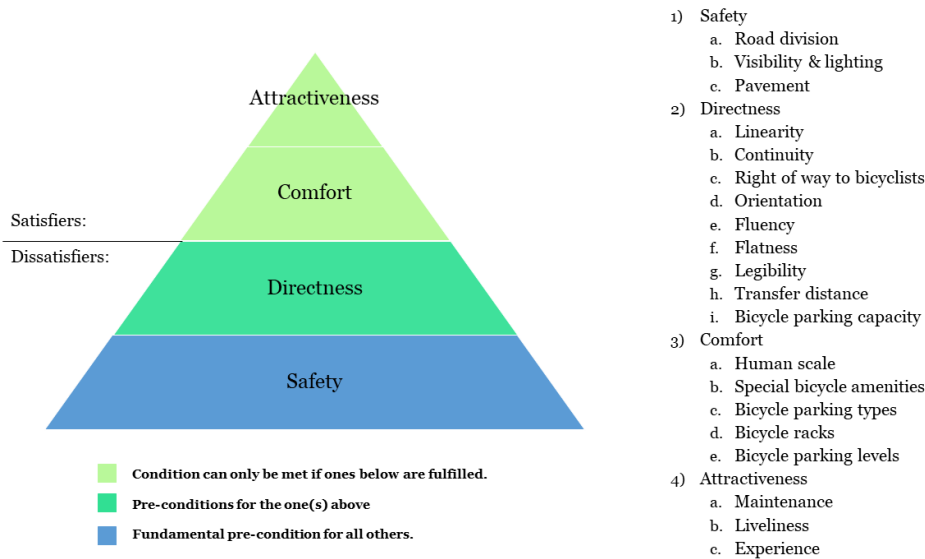 Attractiveness
Comfort
Satisfiers:
Dissatisfiers:
Directness
Safety
Condition can only be met if ones below are fulfilled.
Pre-conditions for the one(s) above
Fundamental pre-condition for all others.
1) Safety
a. Road division
b. Visibility & lighting
c. Pavement
2) Directness
a. Linearity
b. Continuity
c. Right of way to bicyclists
d. Orientation
e. Fluency
f. Flatness
g. Legibility
h. Transfer distance
i. Bicycle parking capacity
3) Comfort
a. Human scale
b. Special bicycle amenities
c. Bicycle parking types
d. Bicycle racks
e. Bicycle parking levels
4) Attractiveness
a. Maintenance
b. Liveliness
c. Experience